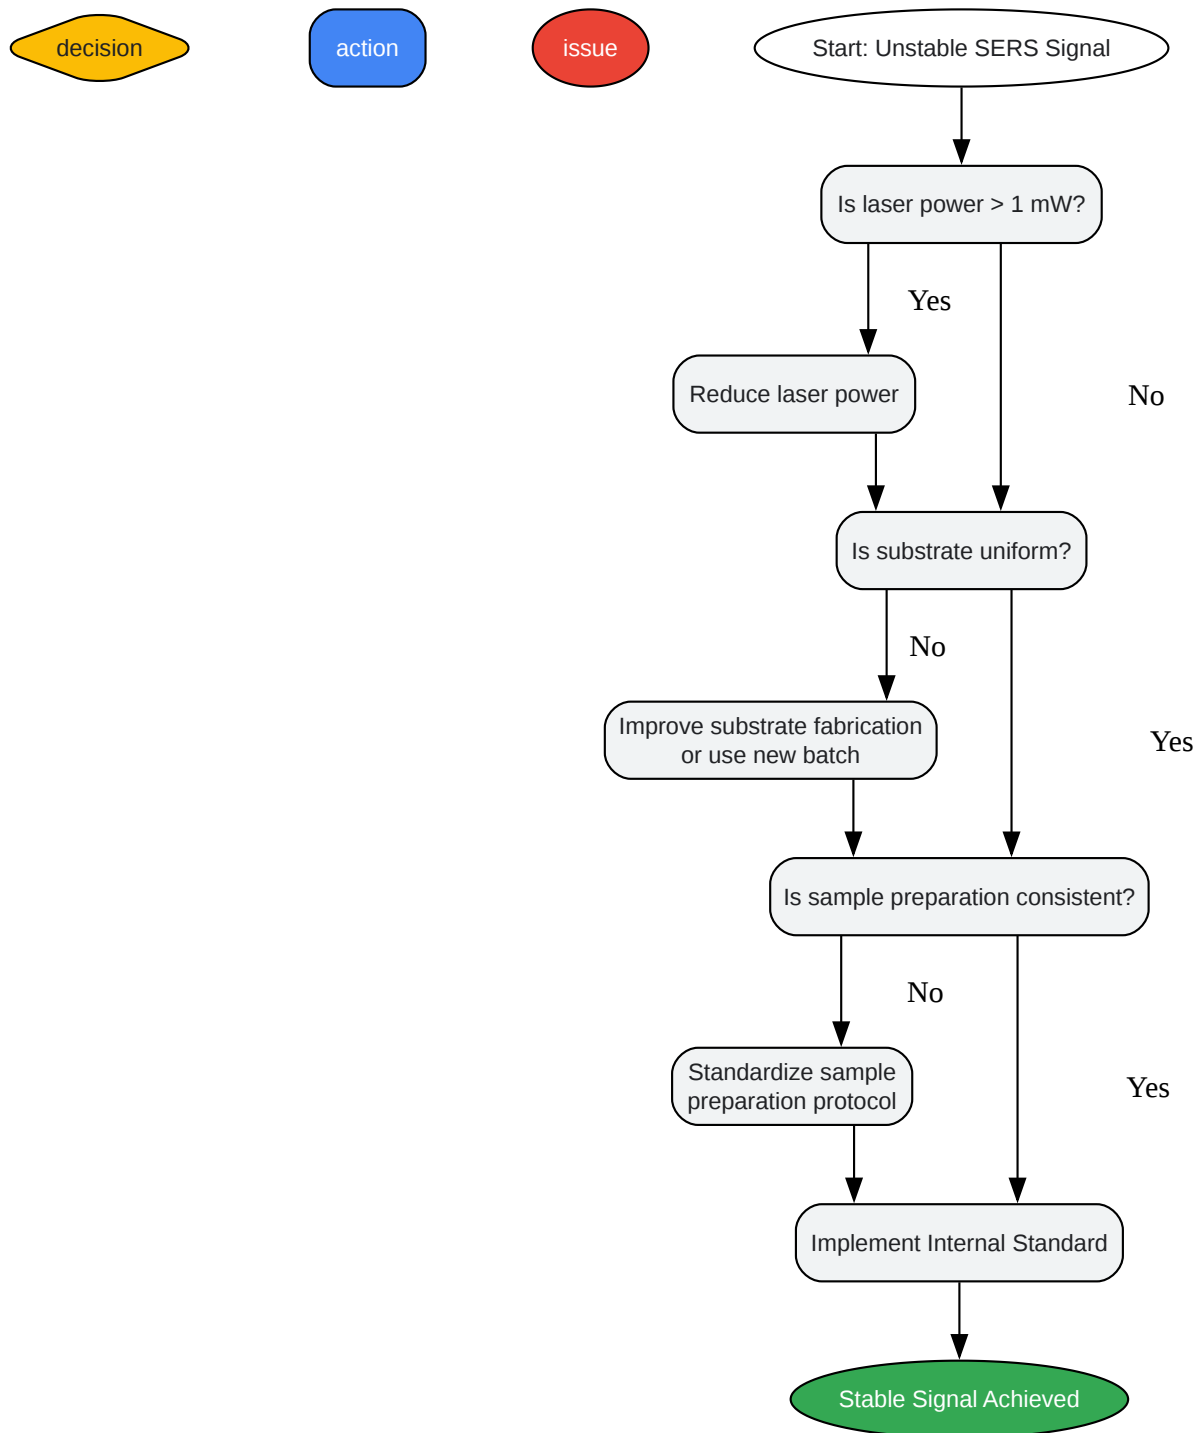 decision
action
issue
Start: Unstable SERS Signal
Is laser power > 1 mW?
Yes
Reduce laser power
No
Is substrate uniform?
No
Improve substrate fabrication
or use new batch
Yes
Is sample preparation consistent?
No
Standardize sample
preparation protocol
Yes
Implement Internal Standard
Stable Signal Achieved